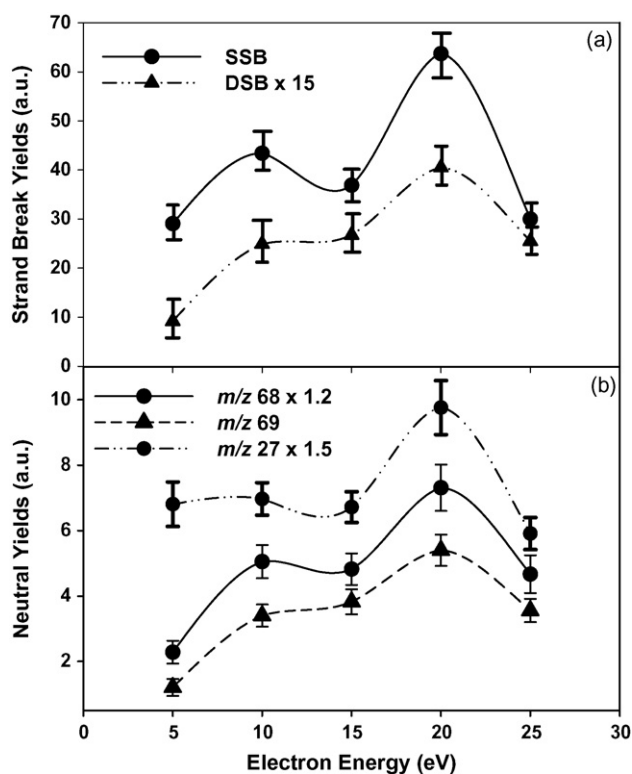 70
(a)
SSB
60
DSB x 15
50
40
30
20
10
0
Strand Break Yields (a.u.)
(b)
m/z 68 x 1.2
10
m/z 69
m/z 27 x 1.5
8
6
4
2
Neutral Yields (a.u.)
0 5 10 15 20 25 30
Electron Energy (eV)